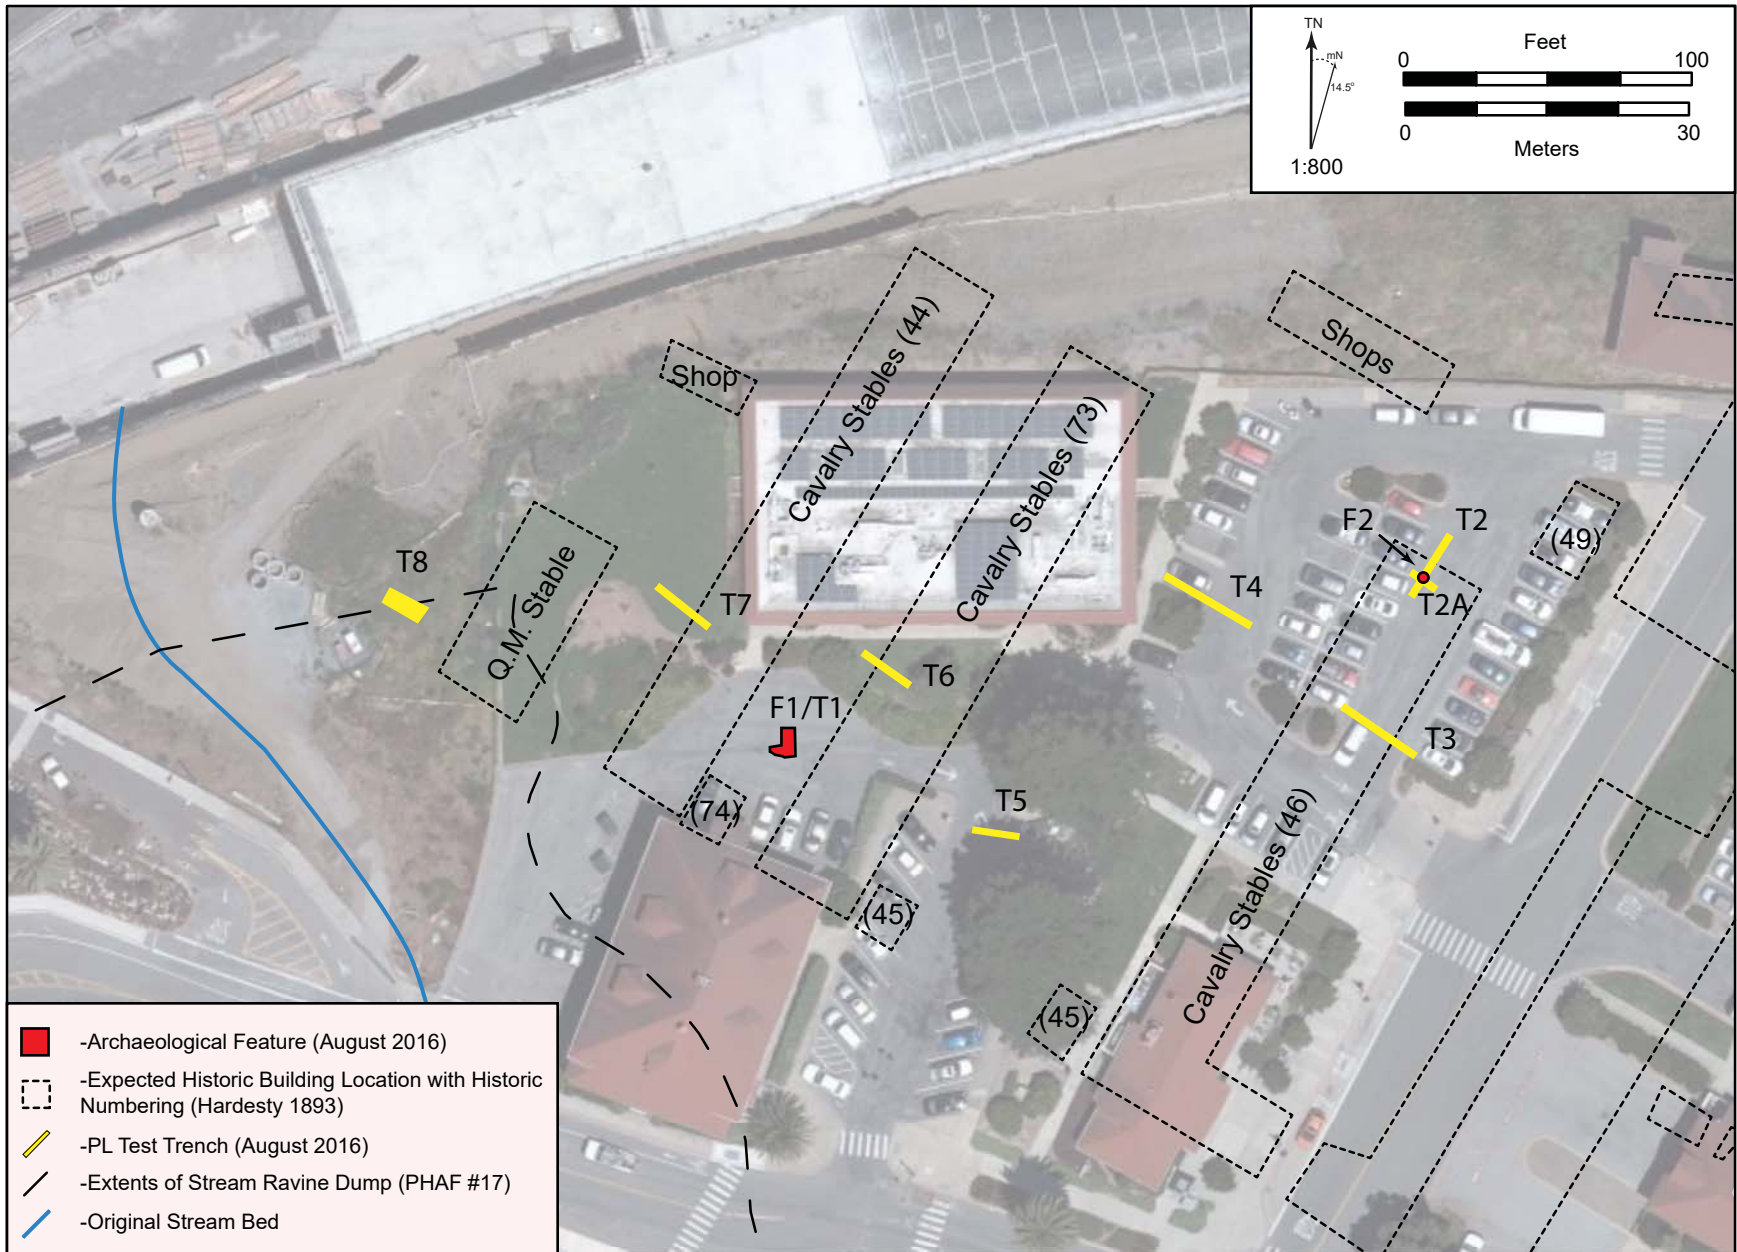 TN
mN
14.5°
1:800
Feet
0 100
0 30
Meters
Shop
Cavalry Stables (44)
Cavalry Stables (73)
Shops
(49)
F2
T2
T2A
T4
T8
Q.M. Stable
T7
T6
F1/T1
T3
(74)
T5
(45)
(45)
Cavalry Stables (46)
-Archaeological Feature (August 2016)
-Expected Historic Building Location with Historic
Numbering (Hardesty 1893)
-PL Test Trench (August 2016)
-Extents of Stream Ravine Dump (PHAF #17)
-Original Stream Bed